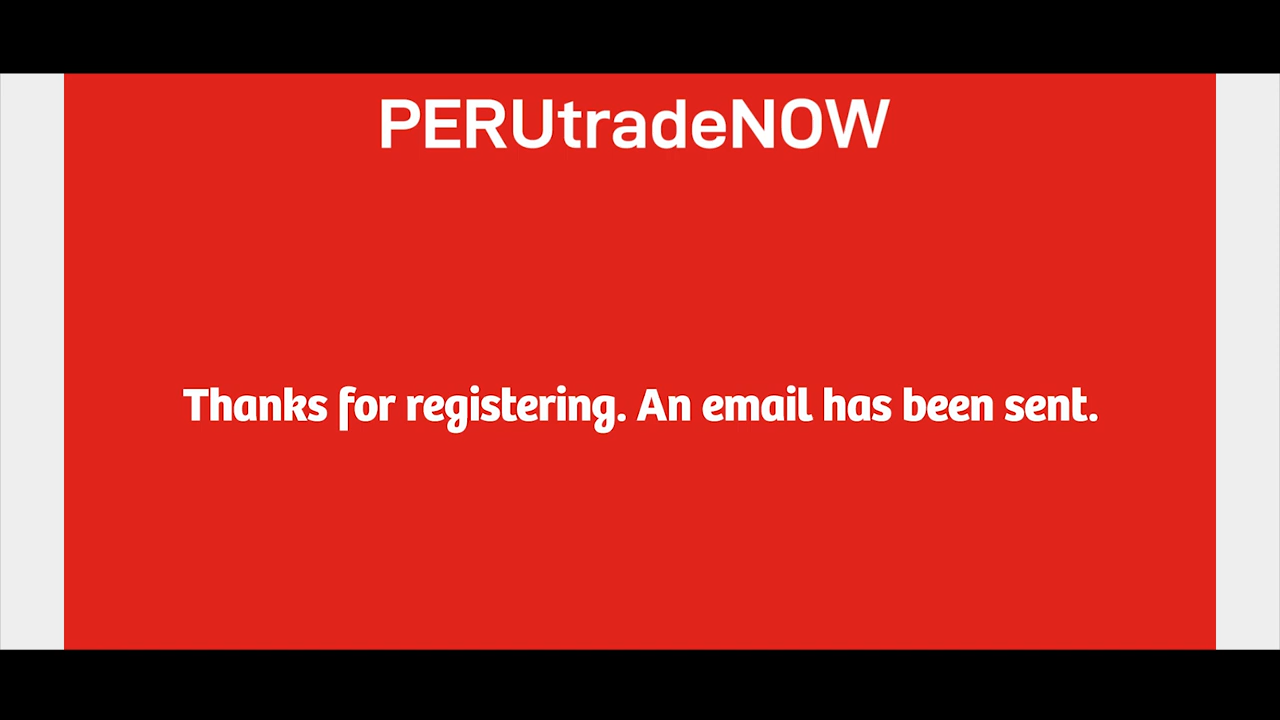 PERUtradeNOW
Thanks for registering. An email has been sent.